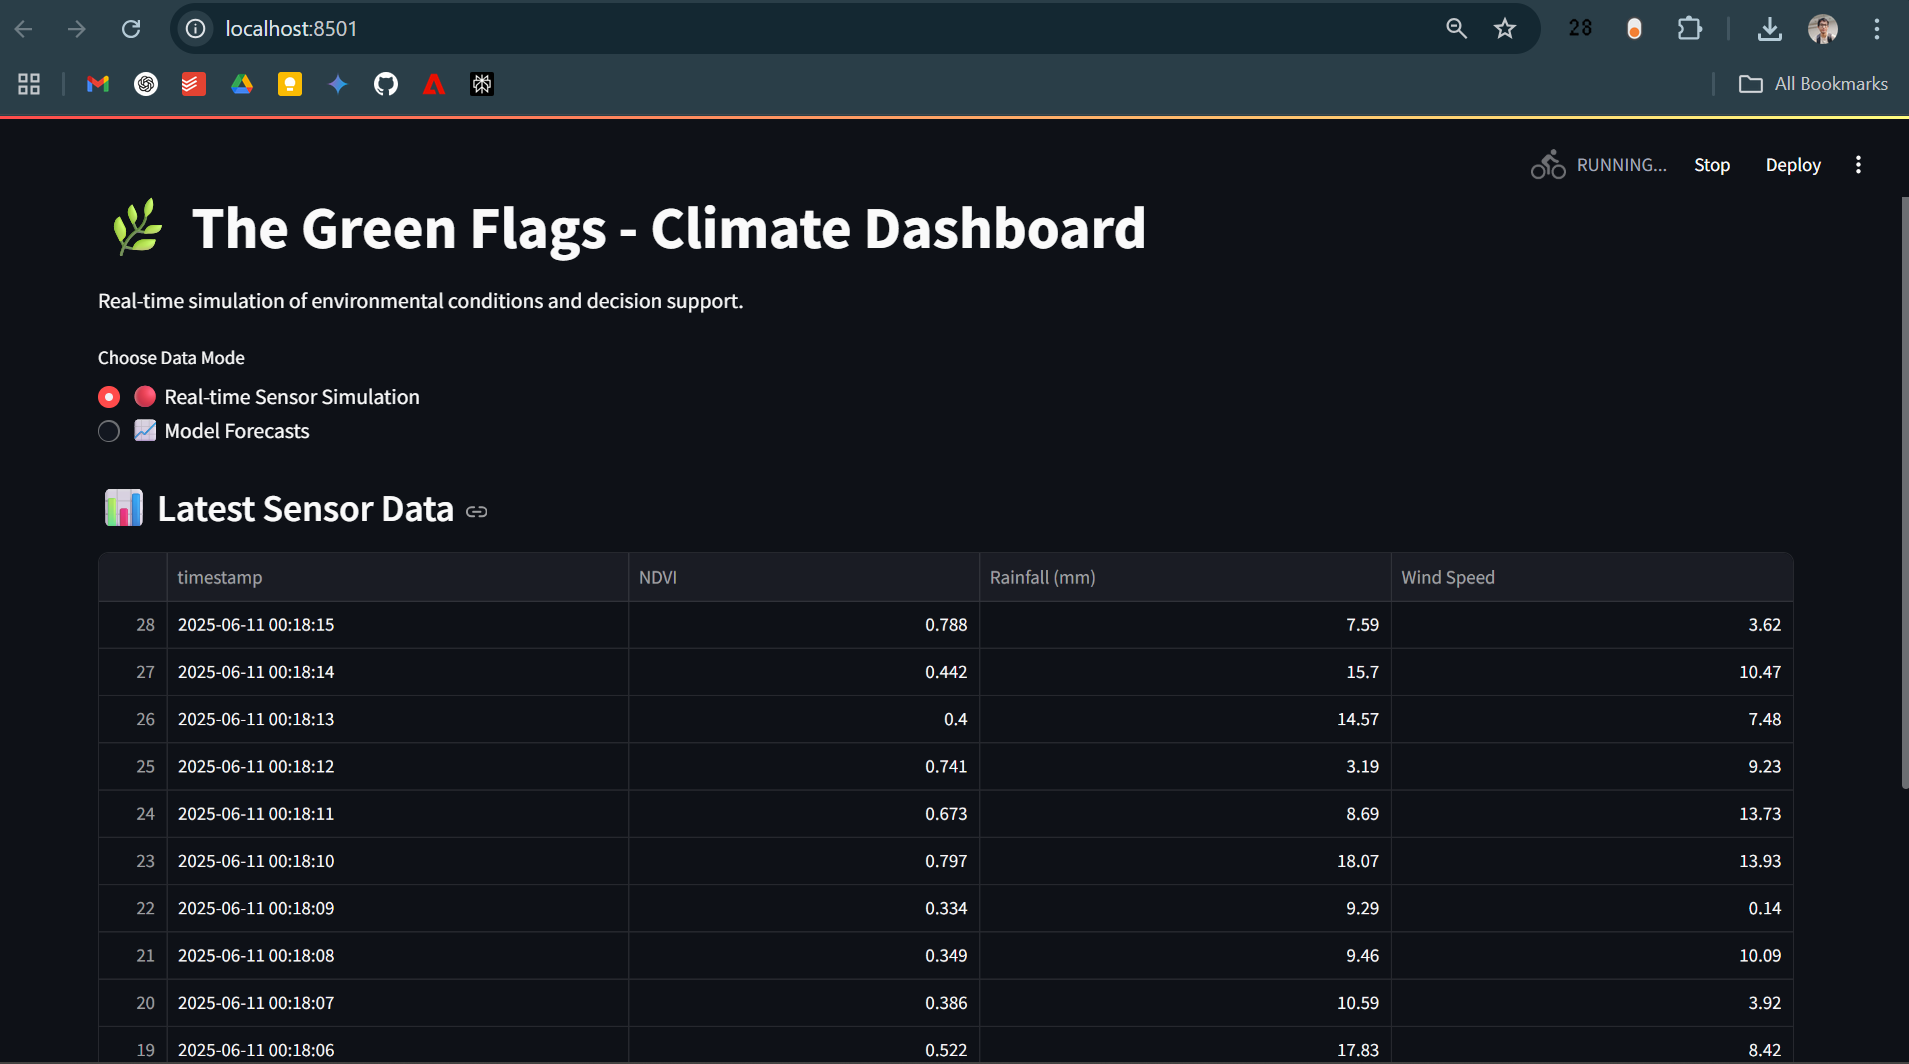 localhost:8501
28
All Bookmarks
RUNNING...
Stop
Deploy
The Green Flags - Climate Dashboard
Real-time simulation of environmental conditions and decision support.
Choose Data Mode
Real-time Sensor Simulation
Model Forecasts
Latest Sensor Data
timestamp NDVI Rainfall (mm) Wind Speed
28 2025-06-11 00:18:15 0.788 7.59 3.62
27 2025-06-11 00:18:14 0.442 15.7 10.47
26 2025-06-11 00:18:13 0.4 14.57 7.48
25 2025-06-11 00:18:12 0.741 3.19 9.23
24 2025-06-11 00:18:11 0.673 8.69 13.73
23 2025-06-11 00:18:10 0.797 18.07 13.93
22 2025-06-11 00:18:09 0.334 9.29 0.14
21 2025-06-11 00:18:08 0.349 9.46 10.09
20 2025-06-11 00:18:07 0.386 10.59 3.92
19 2025-06-11 00:18:06 0.522 17.83 8.42